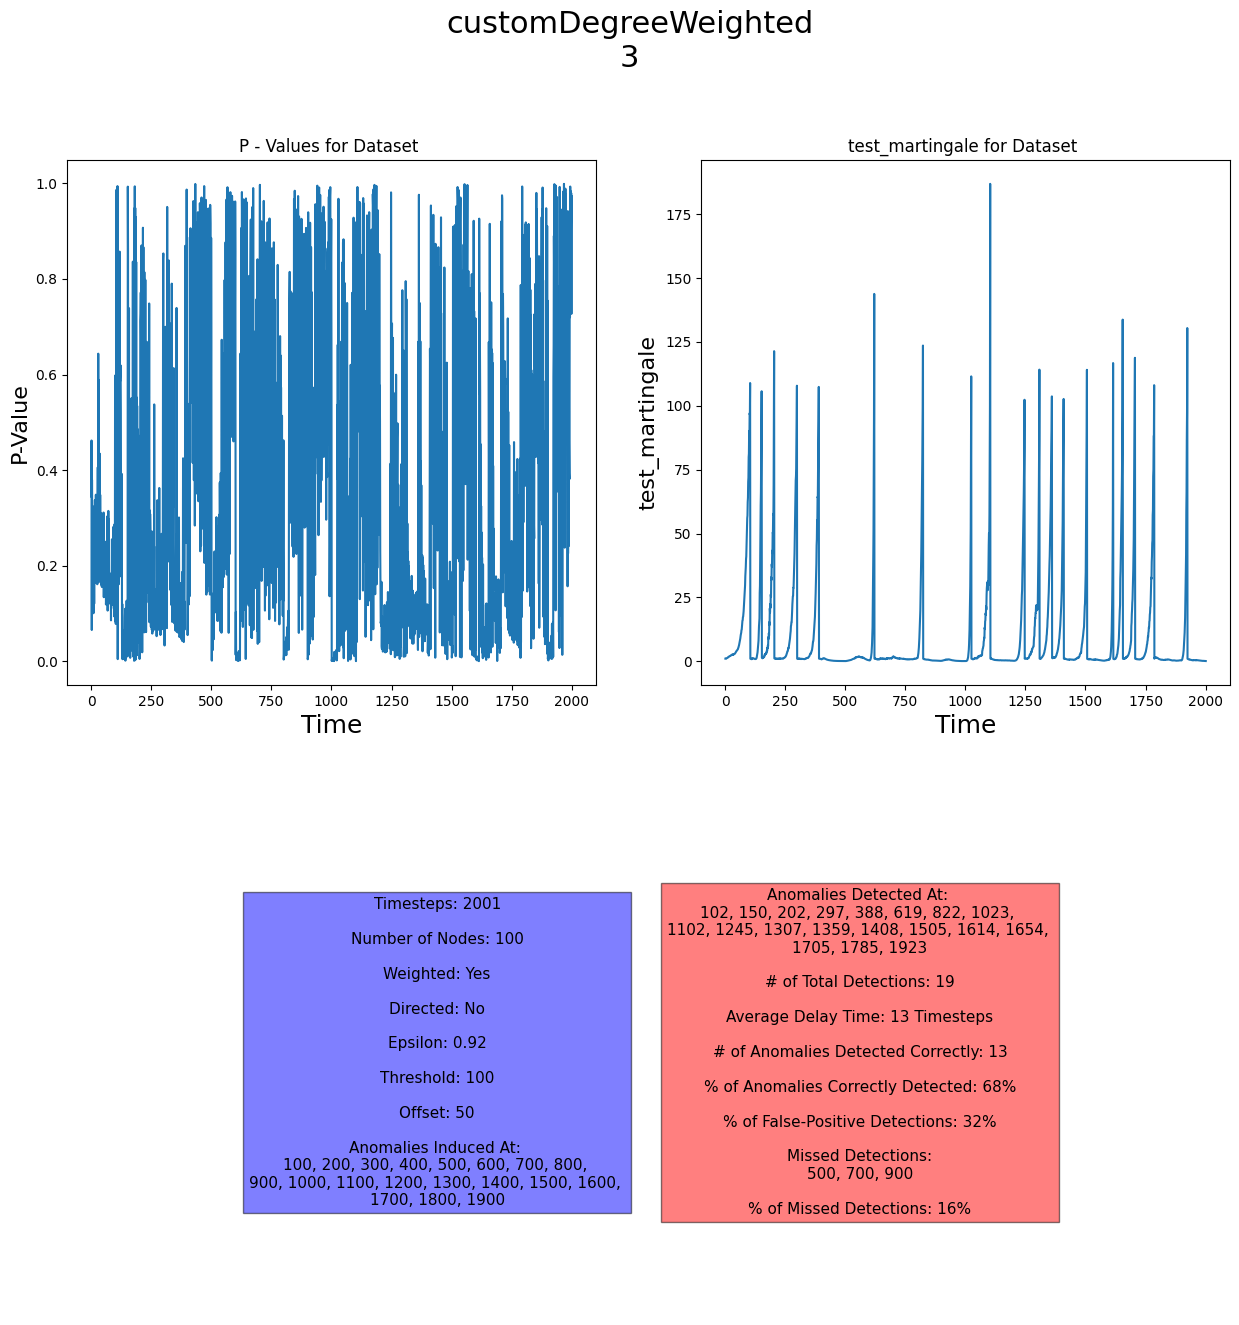 customDegreeWeighted
3
P - Values for Dataset
1.0
0.8
0.6
0.4
0.2
0.0
P-Value
0 250 500 750 1000 1250 1500 1750 2000
Time
test_martingale for Dataset
175
150
125
100
75
50
25
0
test_martingale
0 250 500 750 1000 1250 1500 1750 2000
Time
Timesteps: 2001
Number of Nodes: 100
Weighted: Yes
Directed: No
Epsilon: 0.92
Threshold: 100
Offset: 50
Anomalies Induced At:
100, 200, 300, 400, 500, 600, 700, 800,
900, 1000, 1100, 1200, 1300, 1400, 1500, 1600,
1700, 1800, 1900
Anomalies Detected At:
102, 150, 202, 297, 388, 619, 822, 1023,
1102, 1245, 1307, 1359, 1408, 1505, 1614, 1654,
1705, 1785, 1923
# of Total Detections: 19
Average Delay Time: 13 Timesteps
# of Anomalies Detected Correctly: 13
% of Anomalies Correctly Detected: 68%
% of False-Positive Detections: 32%
Missed Detections:
500, 700, 900
% of Missed Detections: 16%